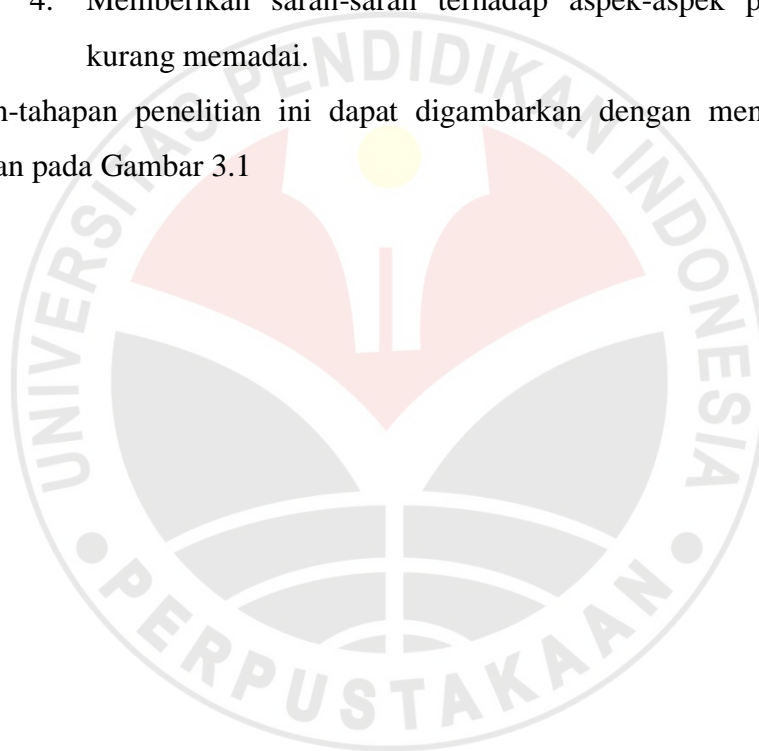 4. Memberikan saran-saran terhadap aspek-aspek p
kurang memadai.
n-tahapan penelitian ini dapat digambarkan dengan men
an pada Gambar 3.1
UNIVERSITAS PENDIDIKAN INDONESIA
PERPUSTAKAAN